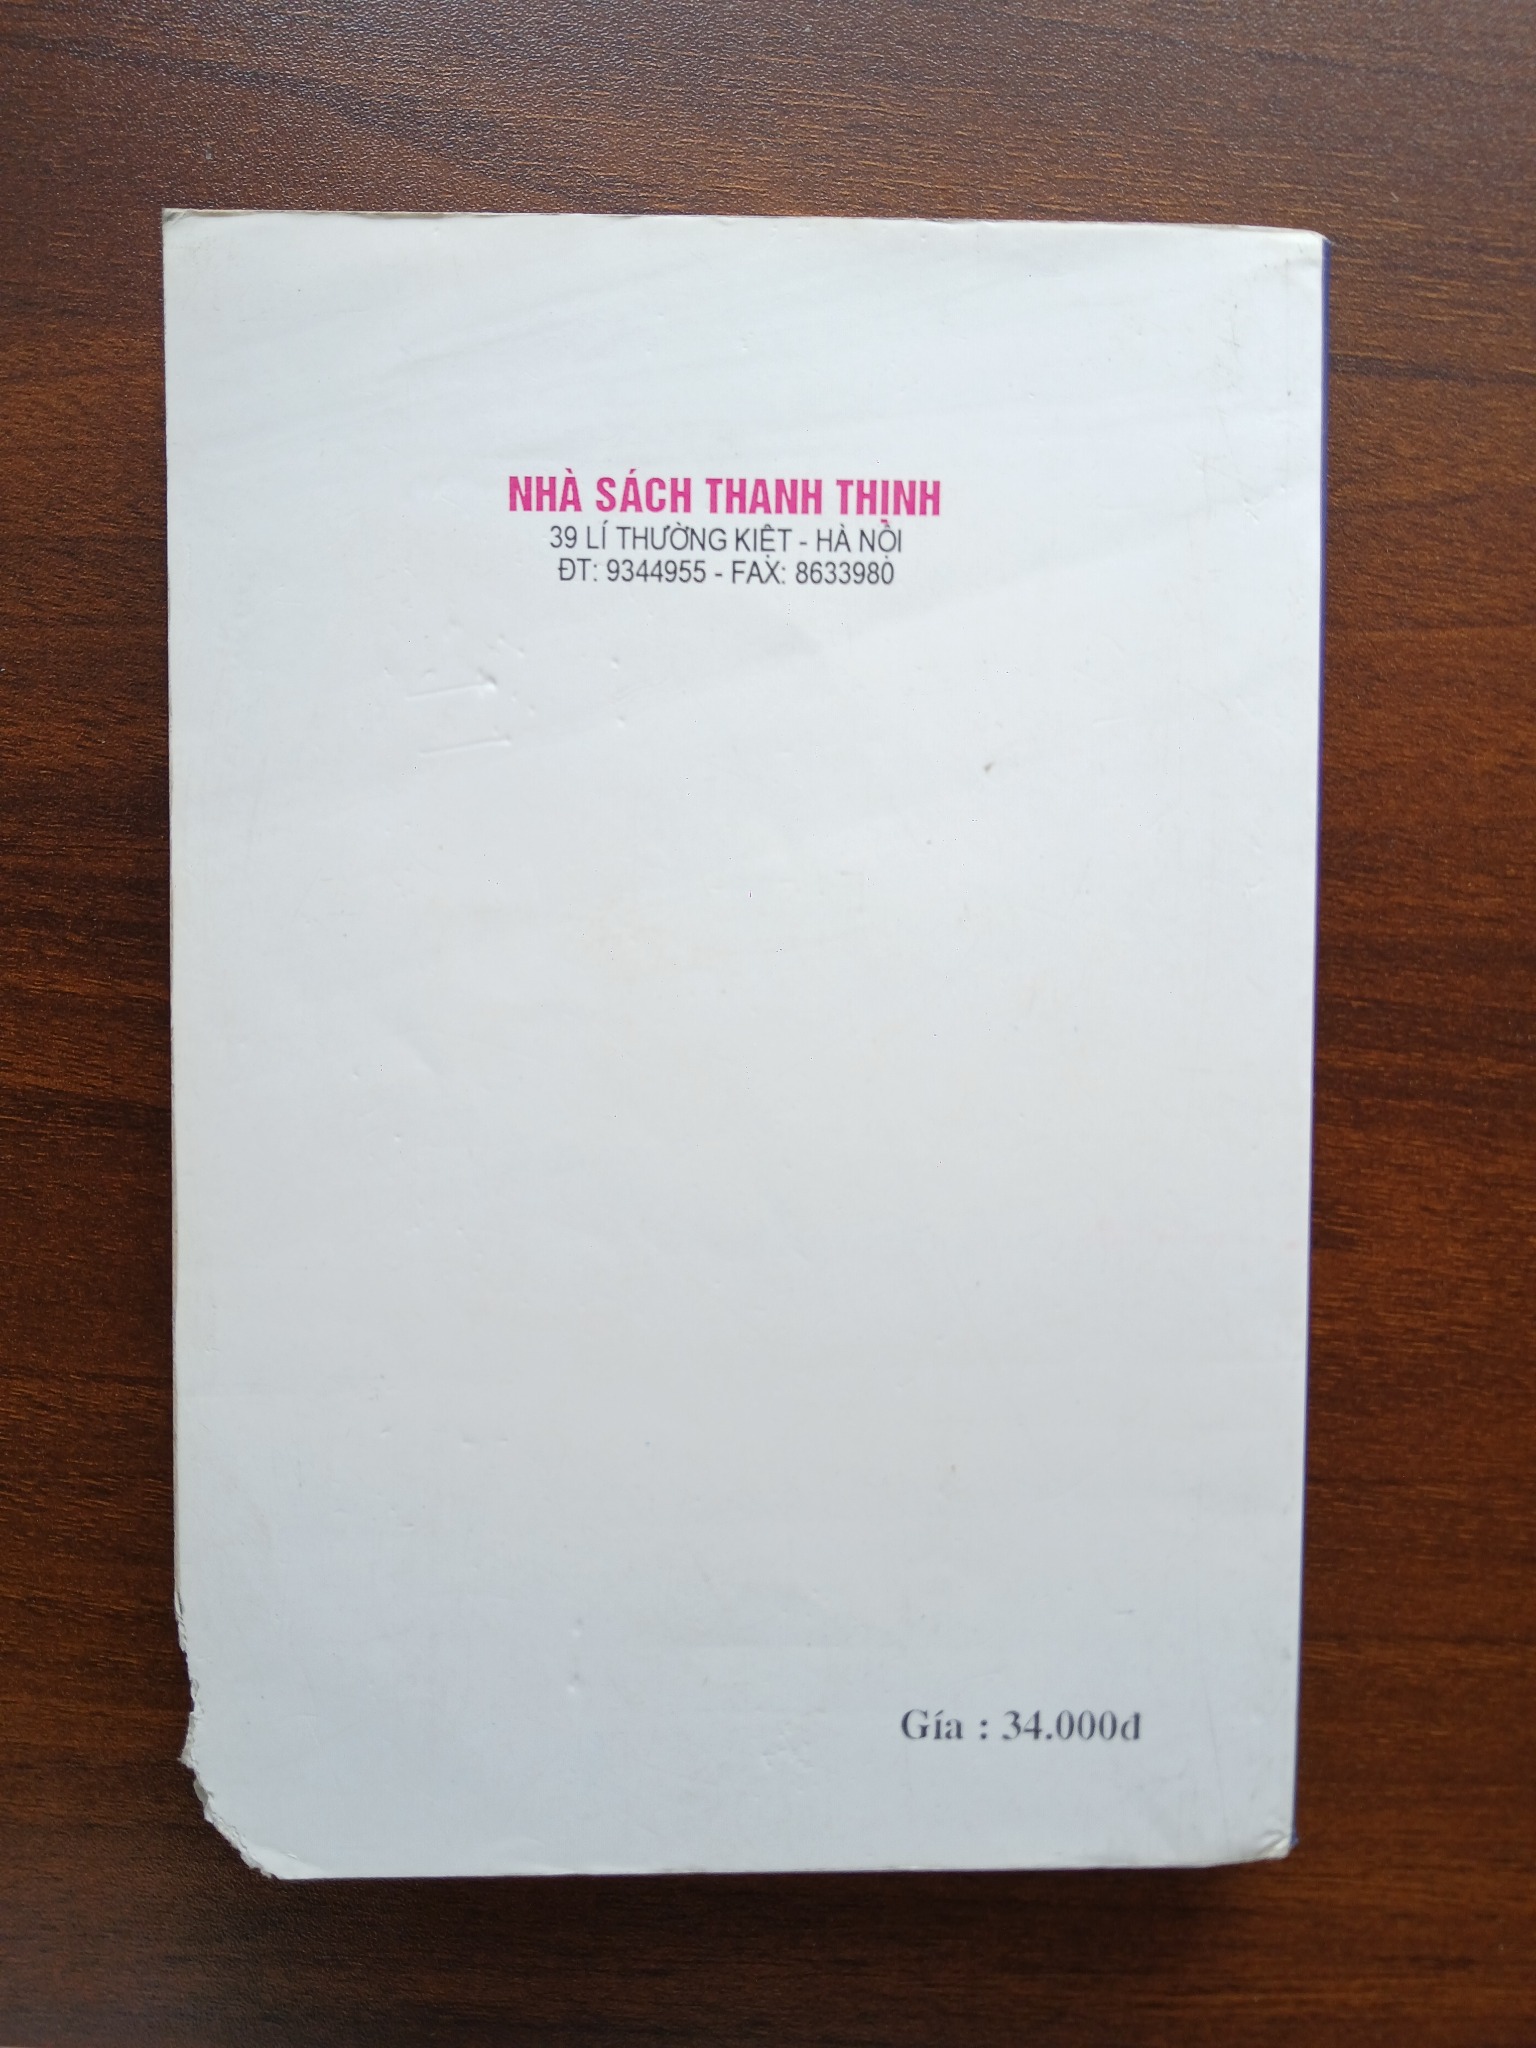 NHÀ SÁCH THANH THỊNH
39 LÍ THƯỜNG KIỆT - HÀ NỘI
ĐT: 9344955 - FAX: 8633980
Gía : 34.000đ